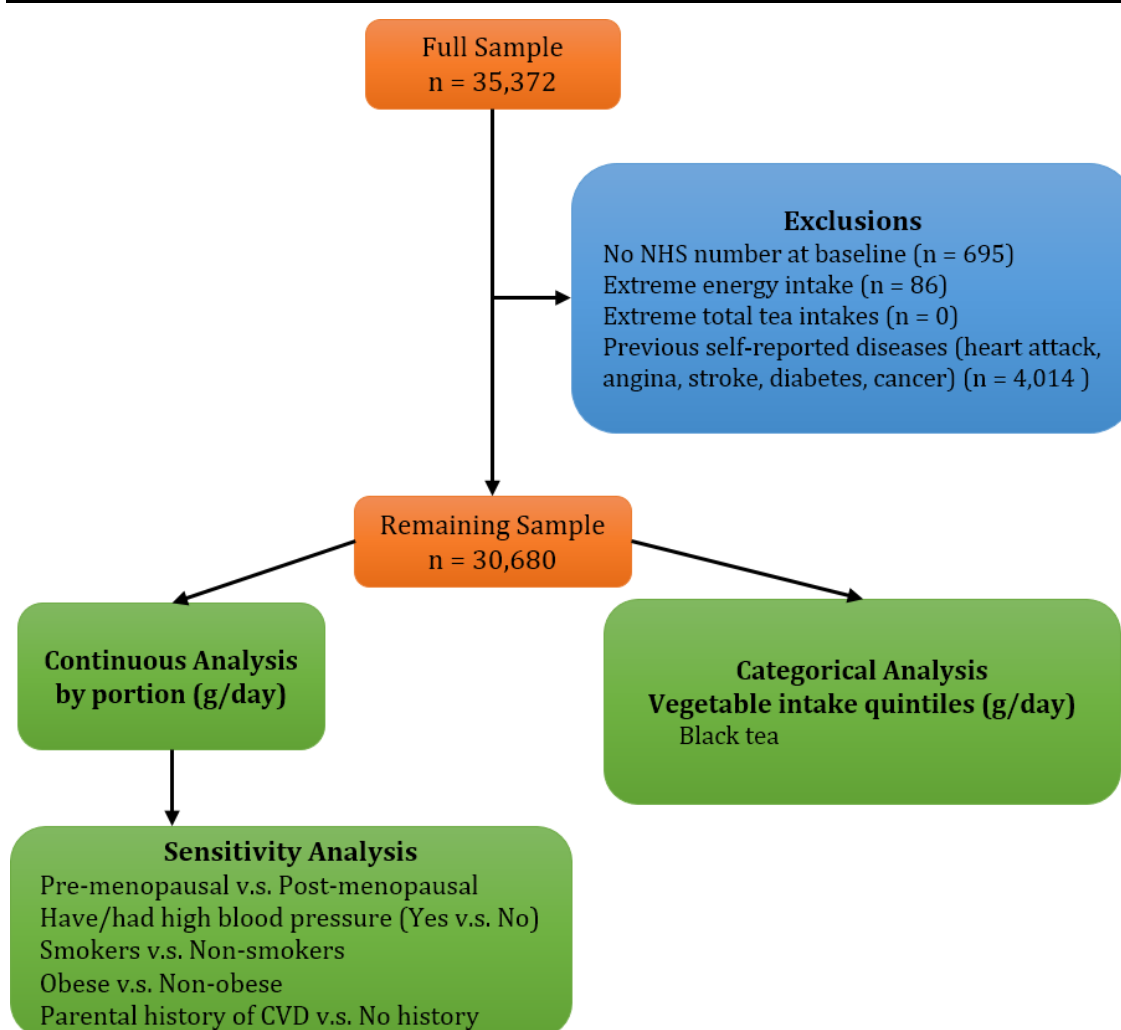 Full Sample
n = 35,372
Exclusions
No NHS number at baseline (n = 695)
Extreme energy intake (n = 86)
Extreme total tea intakes (n = 0)
Previous self-reported diseases (heart attack,
angina, stroke, diabetes, cancer) (n = 4,014 )
Remaining Sample
n = 30,680
Continuous Analysis
by portion (g/day)
Categorical Analysis
Vegetable intake quintiles (g/day)
Black tea
Sensitivity Analysis
Pre-menopausal v.s. Post-menopausal
Have/had high blood pressure (Yes v.s. No)
Smokers v.s. Non-smokers
Obese v.s. Non-obese
Parental history of CVD v.s. No history